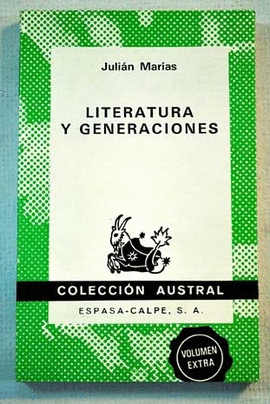 Julián Marías
LITERATURA
Y GENERACIONES
COLECCIÓN AUSTRAL
ESPASA-CALPE, S. A.
VOLUMEN
EXTRA